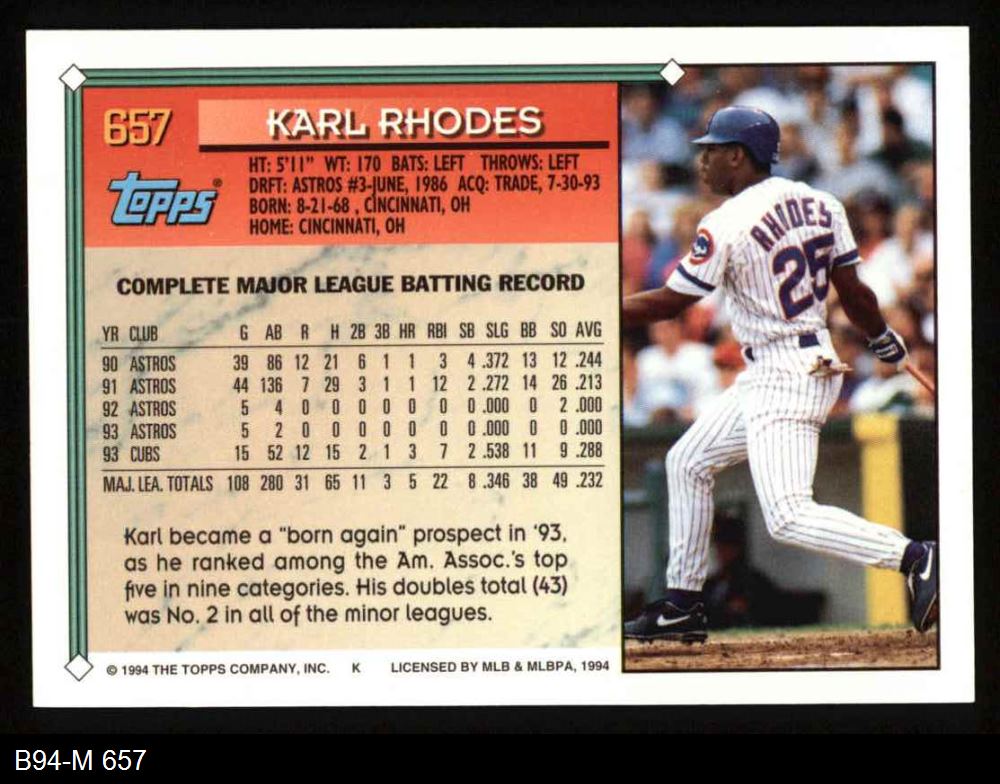 657
KARL RHODES
Topps®
HT: 5'11" WT: 170 BATS: LEFT THROWS: LEFT
DRFT: ASTROS #3-JUNE, 1986 ACQ: TRADE, 7-30-93
BORN: 8-21-68 , CINCINNATI, OH
HOME: CINCINNATI, OH
COMPLETE MAJOR LEAGUE BATTING RECORD
YR CLUB G AB R H 2B 3B HR RBI SB SLG BB SO AVG
90 ASTROS 39 86 12 21 6 1 1 3 4 .372 13 12 .244
91 ASTROS 44 136 7 29 3 1 1 12 2 .272 14 26 .213
92 ASTROS 5 4 0 0 0 0 0 0 0 .000 0 2 .000
93 ASTROS 5 2 0 0 0 0 0 0 0 .000 0 0 .000
93 CUBS 15 52 12 15 2 1 3 7 2 .538 11 9 .288
MAJ. LEA. TOTALS 108 280 31 65 11 3 5 22 8 .346 38 49 .232
Karl became a "born again" prospect in '93,
as he ranked among the Am. Assoc.'s top
five in nine categories. His doubles total (43)
was No. 2 in all of the minor leagues.
© 1994 THE TOPPS COMPANY, INC. K LICENSED BY MLB & MLBPA, 1994
RHODES
25
B94-M 657